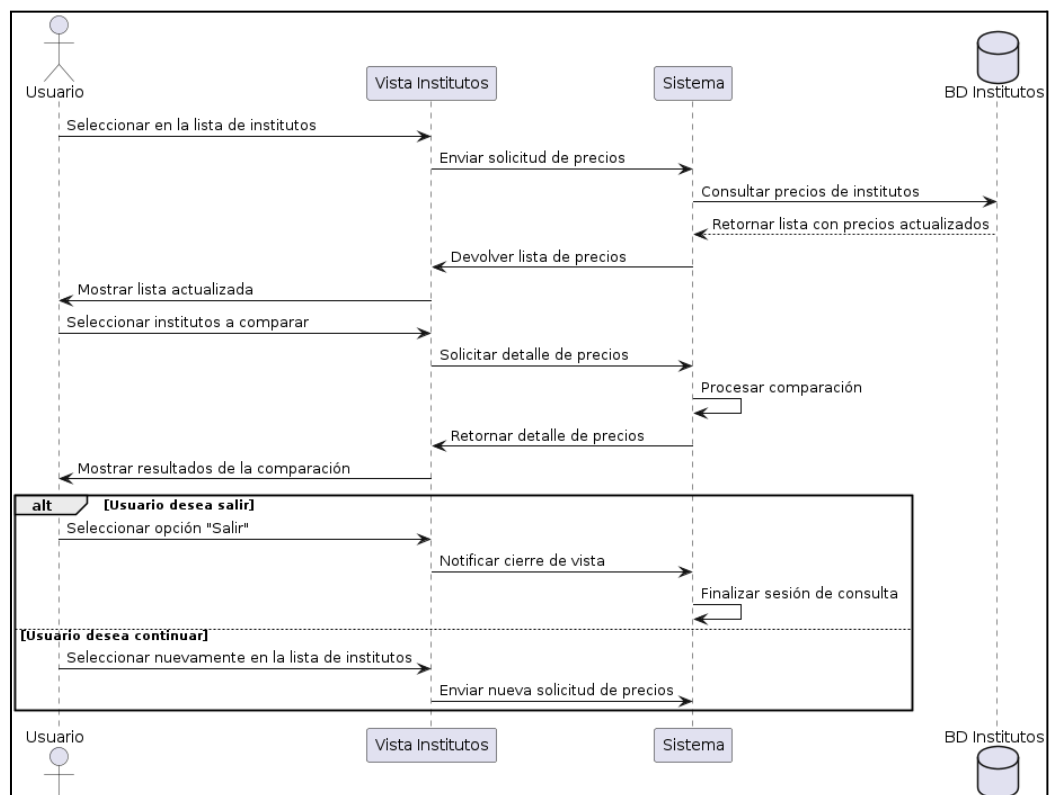 Usuario
Vista Institutos
Sistema
BD Institutos
Seleccionar en la lista de institutos
Enviar solicitud de precios
Consultar precios de institutos
Retornar lista con precios actualizados
Devolver lista de precios
Mostrar lista actualizada
Seleccionar institutos a comparar
Solicitar detalle de precios
Procesar comparación
Retornar detalle de precios
Mostrar resultados de la comparación
alt [Usuario desea salir]
Seleccionar opción "Salir"
Notificar cierre de vista
Finalizar sesión de consulta
[Usuario desea continuar]
Seleccionar nuevamente en la lista de institutos
Enviar nueva solicitud de precios
Usuario
Vista Institutos
Sistema
BD Institutos